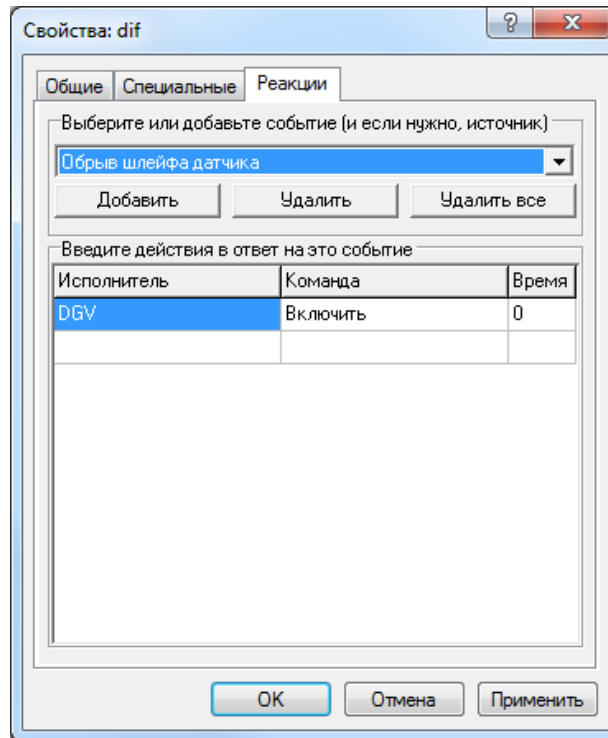 Свойства: dif
Общие Специальные Реакции
Выберите или добавьте событие (и если нужно, источник)
Обрыв шлейфа датчика
Добавить Удалить Удалить все
Введите действия в ответ на это событие
Исполнитель Команда Время
DGV Включить 0
OK Отмена Применить